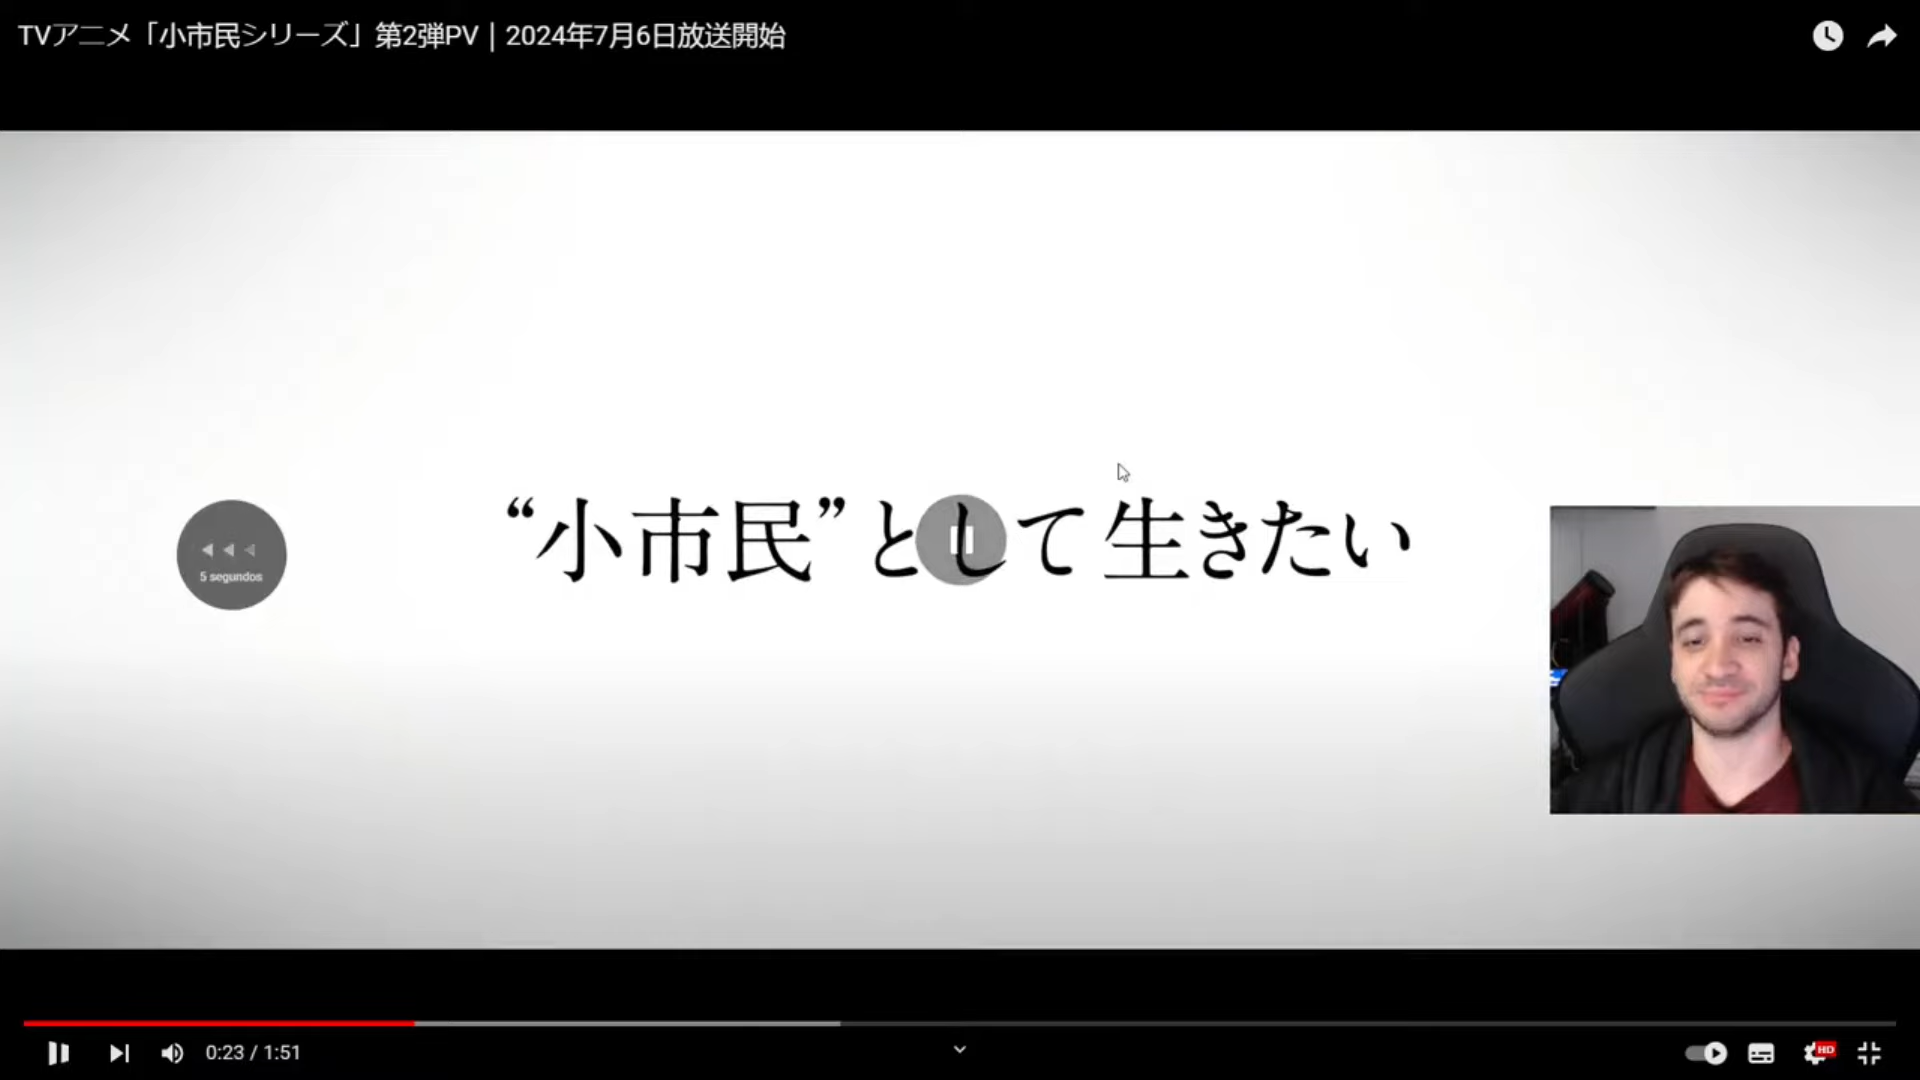 TVアニメ「小市民シリーズ」第2弾PV｜2024年7月6日放送開始
“小市民”として生きたい
5 segundos
0:23 / 1:51
HD